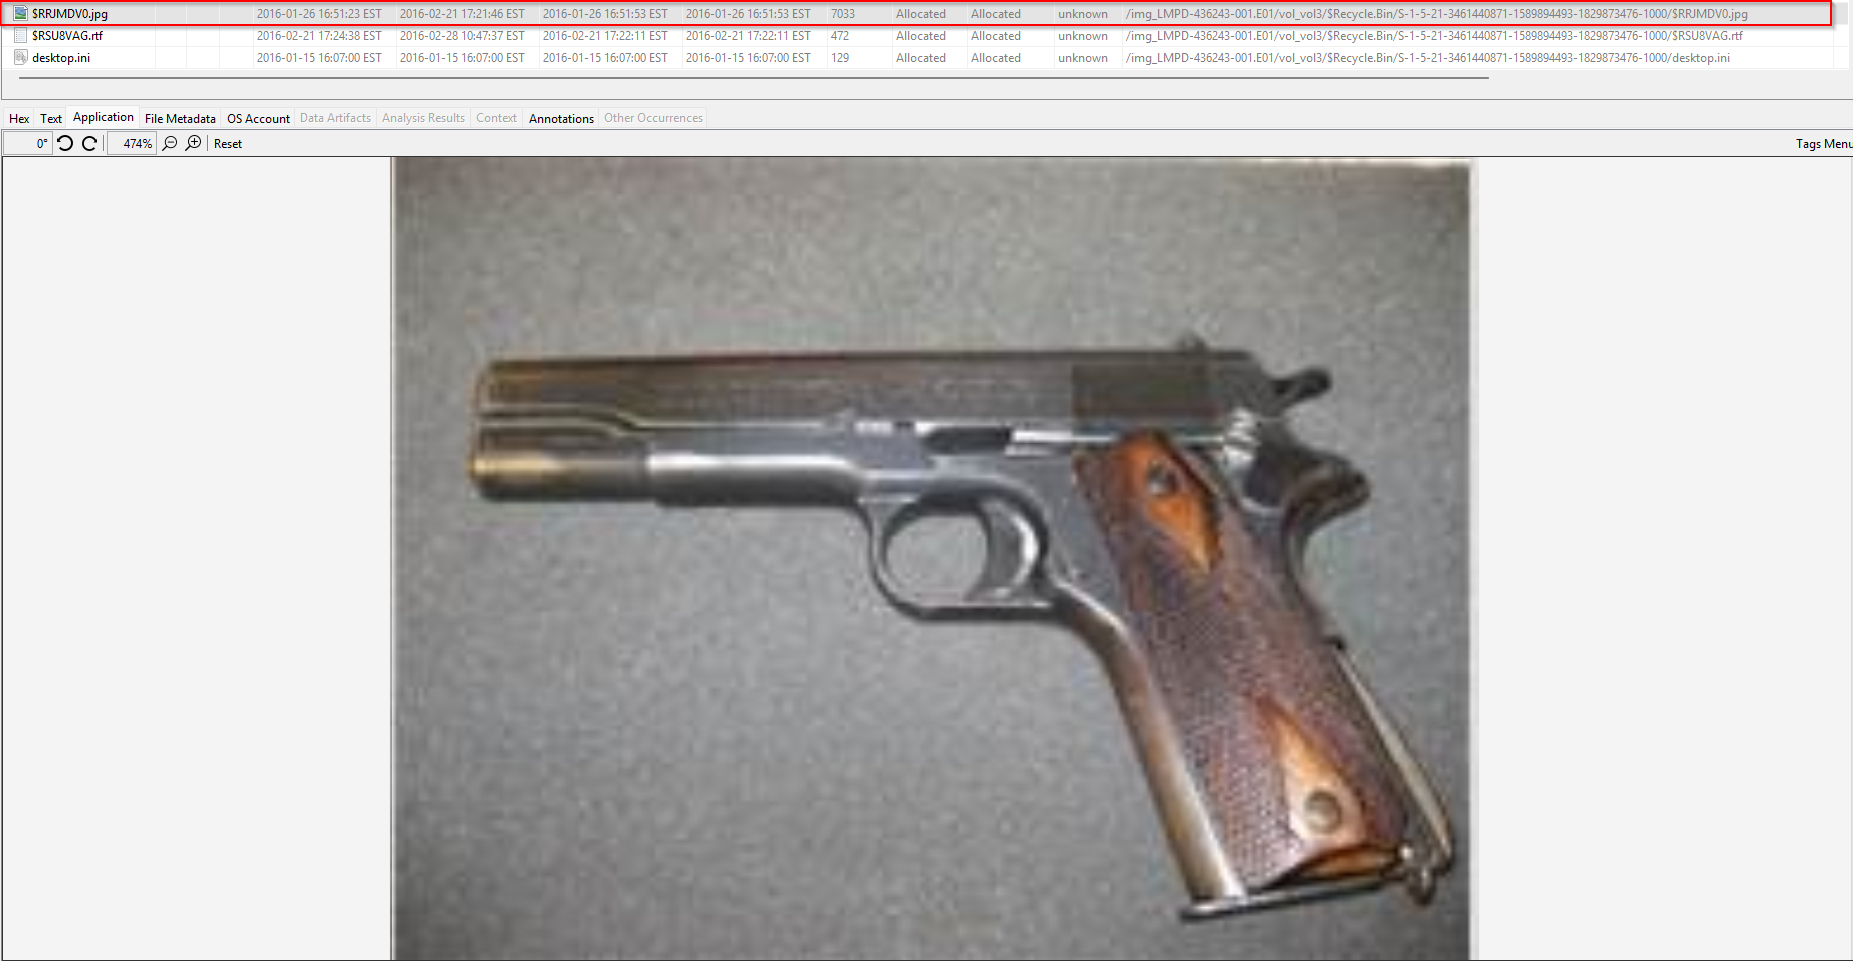 $RRJMDV0.jpg 2016-01-26 16:51:23 EST 2016-02-21 17:21:46 EST 2016-01-26 16:51:53 EST 2016-01-26 16:51:53 EST 7033 Allocated Allocated unknown /img_LMPD-436243-001.E01/vol_vol3/$Recycle.Bin/S-1-5-21-3461440871-1589894493-1829873476-1000/$RRJMDV0.jpg
$RSU8VAG.rtf 2016-02-21 17:24:38 EST 2016-02-28 10:47:37 EST 2016-02-21 17:22:11 EST 2016-02-21 17:22:11 EST 472 Allocated Allocated unknown /img_LMPD-436243-001.E01/vol_vol3/$Recycle.Bin/S-1-5-21-3461440871-1589894493-1829873476-1000/$RSU8VAG.rtf
desktop.ini 2016-01-15 16:07:00 EST 2016-01-15 16:07:00 EST 2016-01-15 16:07:00 EST 2016-01-15 16:07:00 EST 129 Allocated Allocated unknown /img_LMPD-436243-001.E01/vol_vol3/$Recycle.Bin/S-1-5-21-3461440871-1589894493-1829873476-1000/desktop.ini
Hex Text Application File Metadata OS Account Data Artifacts Analysis Results Context Annotations Other Occurrences
0° 474% Reset Tags Menu